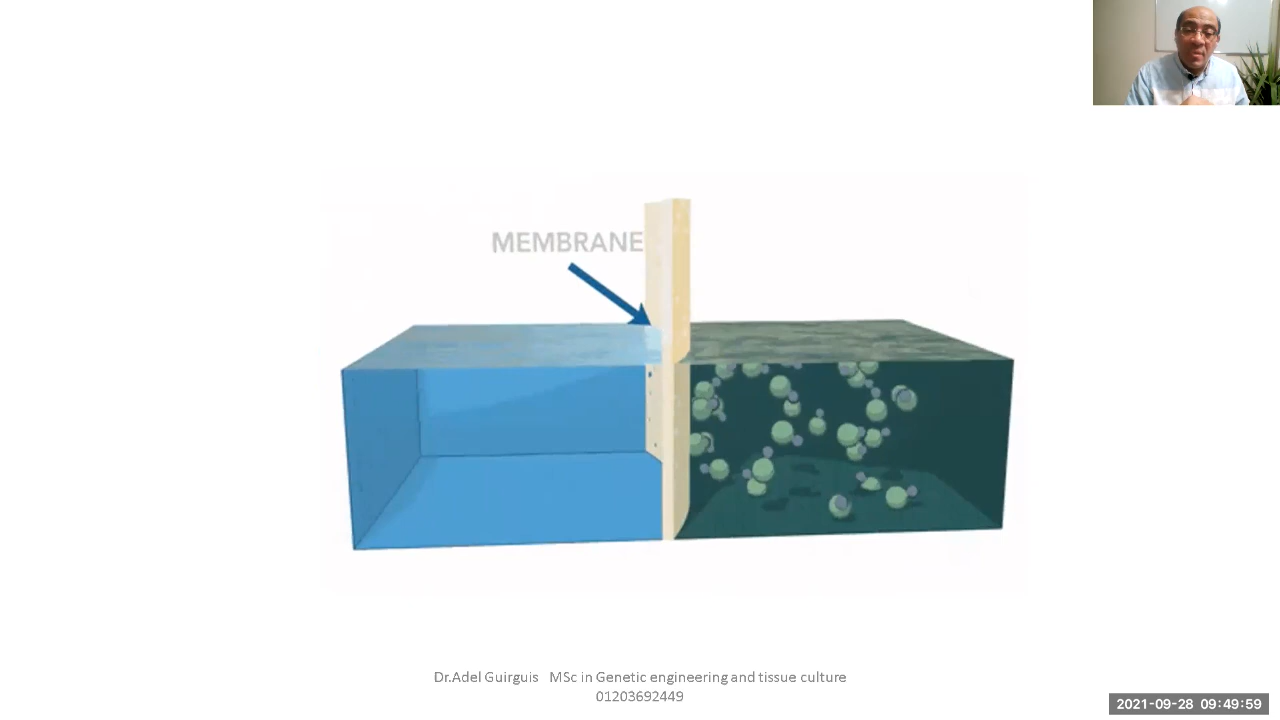 MEMBRANE
Dr.Adel Guirguis MSc in Genetic engineering and tissue culture
01203692449
2021-09-28 09:49:59